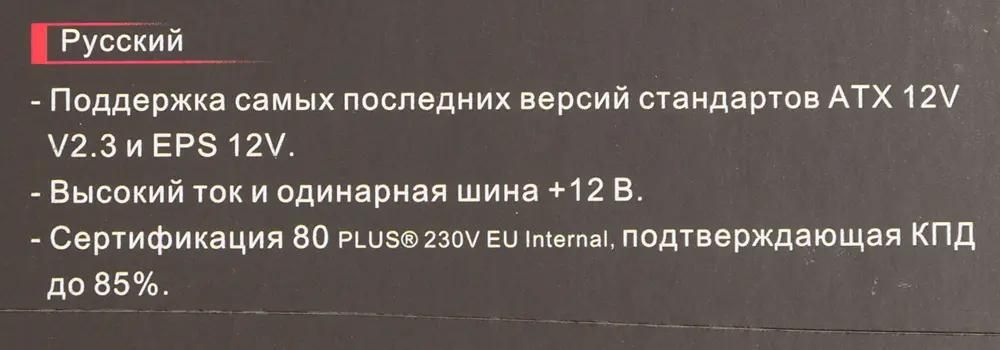 Русский
- Поддержка самых последних версий стандартов ATX 12V
V2.3 и EPS 12V.
- Высокий ток и одинарная шина +12 В.
- Сертификация 80 PLUS® 230V EU Internal, подтверждающая КПД
до 85%.